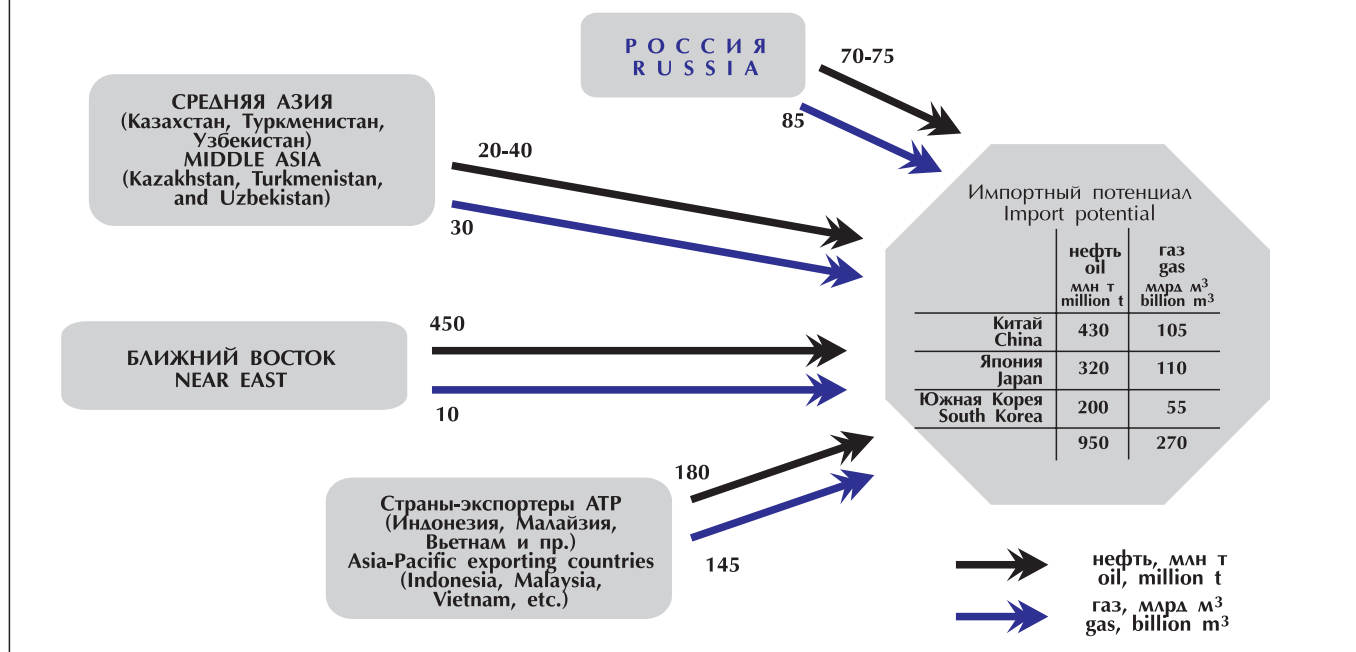 РОССИЯ
RUSSIA
70-75
85
СРЕДНЯЯ АЗИЯ
(Казахстан, Туркменистан,
Узбекистан)
MIDDLE ASIA
(Kazakhstan, Turkmenistan,
and Uzbekistan)
20-40
30
БЛИЖНИЙ ВОСТОК
NEAR EAST
450
10
Страны-экспортеры АТР
(Индонезия, Малайзия,
Вьетнам и пр.)
Asia-Pacific exporting countries
(Indonesia, Malaysia,
Vietnam, etc.)
180
145
Импортный потенциал
Import potential
нефть газ
oil gas
млн т млрд м³
million t billion m³
Китай
China 430 105
Япония
Japan 320 110
Южная Корея
South Korea 200 55
950 270
нефть, млн т
oil, million t
газ, млрд м³
gas, billion m³